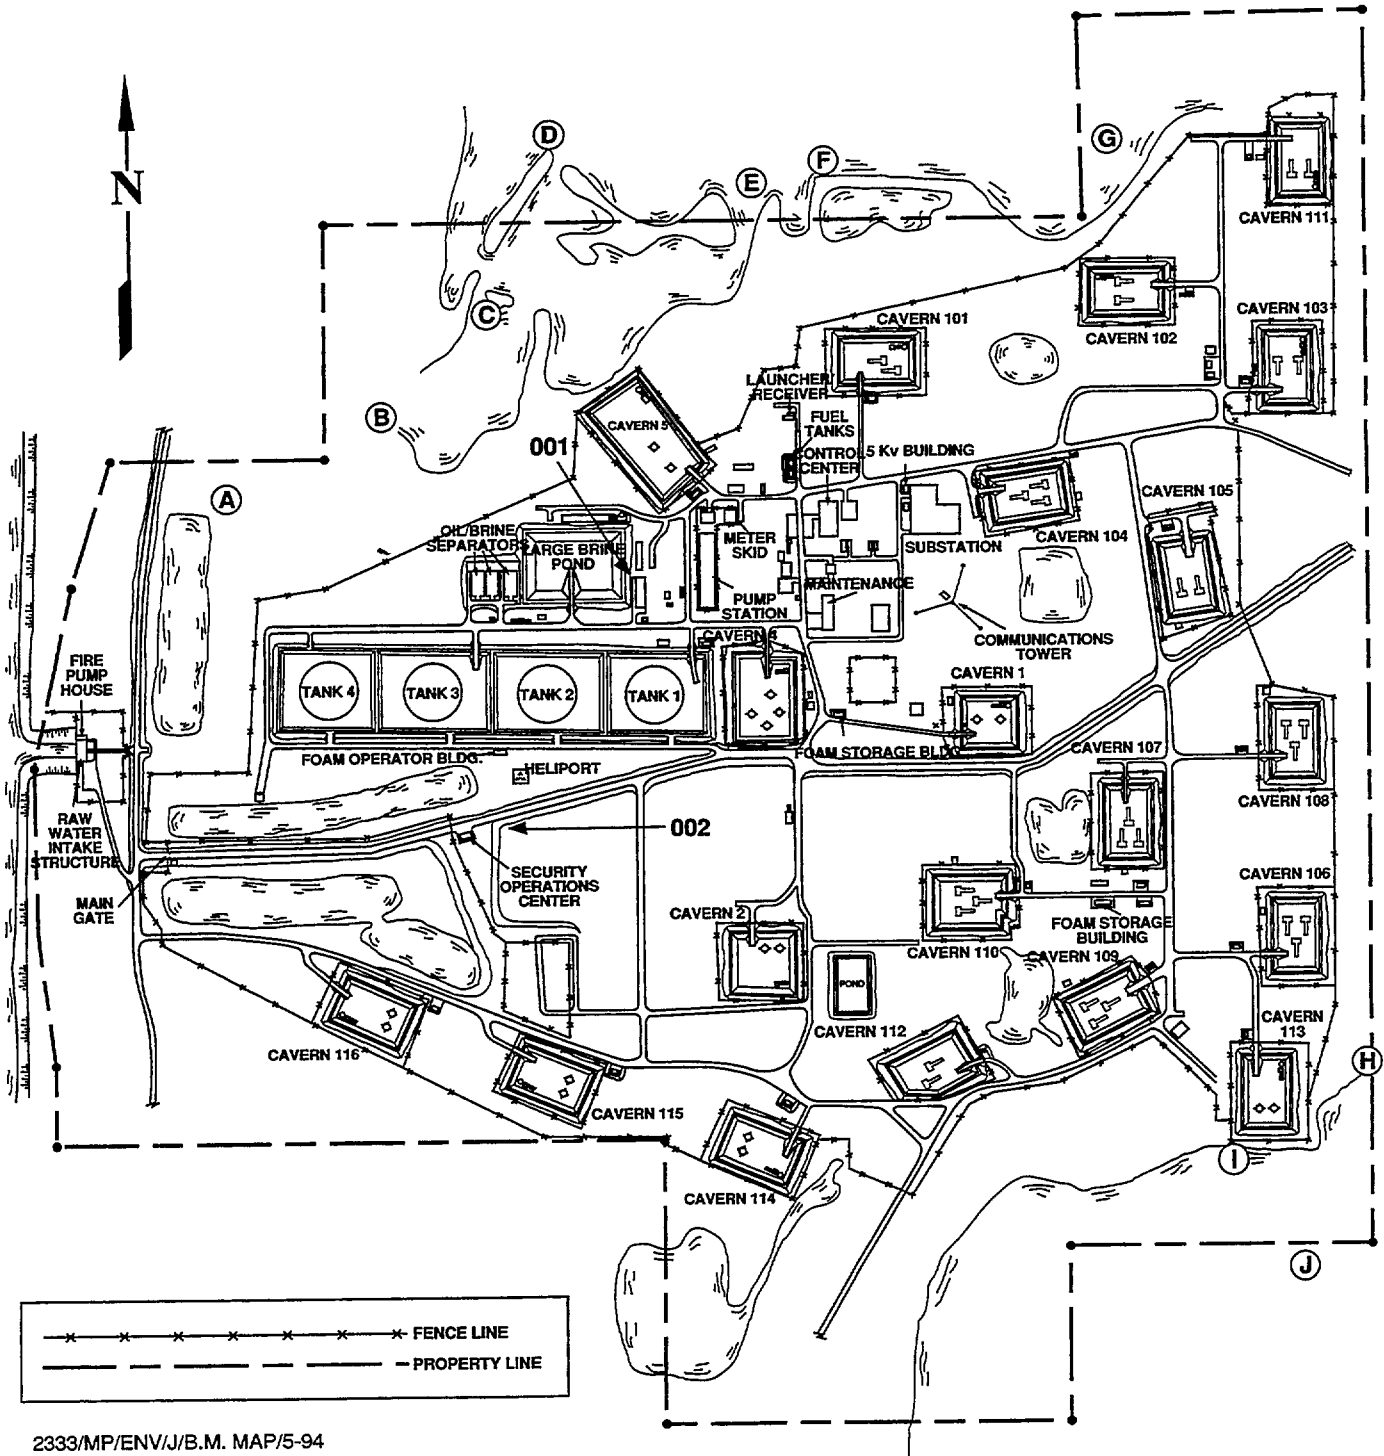 G
D
F
E
N
CAVERN 111
C
CAVERN 101
CAVERN 103
CAVERN 102
LAUNCHER/
RECEIVER
B
CAVERN 5
FUEL
TANKS
001
CONTROL
CENTER
5 Kv BUILDING
A
CAVERN 105
OIL/BRINE
SEPARATORS
LARGE BRINE
POND
METER
SKID
SUBSTATION
CAVERN 104
MAINTENANCE
PUMP
STATION
CAVERN 4
COMMUNICATIONS
TOWER
FIRE
PUMP
HOUSE
TANK 4
TANK 3
TANK 2
TANK 1
CAVERN 1
FOAM OPERATOR BLDG.
HELIPORT
FOAM STORAGE BLDG.
CAVERN 107
CAVERN 108
RAW
WATER
INTAKE
STRUCTURE
002
SECURITY
OPERATIONS
CENTER
MAIN
GATE
CAVERN 106
CAVERN 2
FOAM STORAGE
BUILDING
CAVERN 110
CAVERN 109
POND
CAVERN 112
CAVERN
113
CAVERN 116
H
CAVERN 115
I
CAVERN 114
J
FENCE LINE
PROPERTY LINE
2333/MP/ENV/J/B.M. MAP/5-94